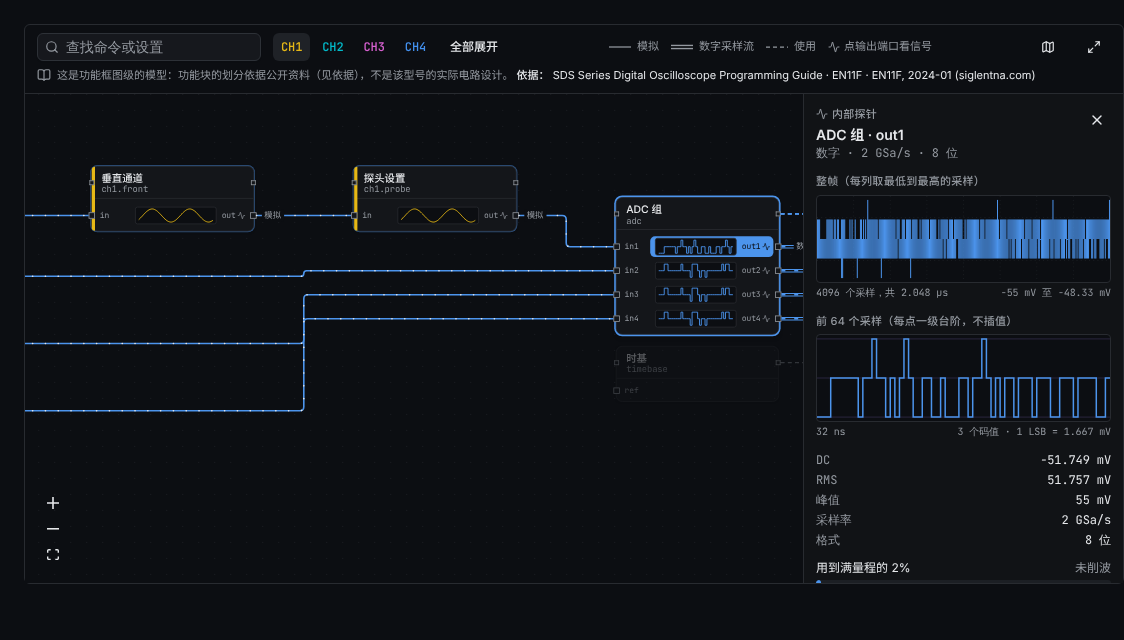 查找命令或设置
CH1 CH2 CH3 CH4 全部展开
模拟 数字采样流 使用 点输出端口看信号
这是功能框图级的模型：功能块的划分依据公开资料（见依据），不是该型号的实际电路设计。 依据： SDS Series Digital Oscilloscope Programming Guide · EN11F · EN11F, 2024-01 (siglentna.com)
垂直通道
ch1.front
in out 模拟
探头设置
ch1.probe
in out 模拟
ADC 组
adc
in1 out1 数
in2 out2
in3 out3
in4 out4
时基
timebase
ref
内部探针
ADC 组 · out1
数字 · 2 GSa/s · 8 位
整帧（每列取最低到最高的采样）
4096 个采样，共 2.048 µs -55 mV 至 -48.33 mV
前 64 个采样（每点一级台阶，不插值）
32 ns 3 个码值 · 1 LSB = 1.667 mV
DC -51.749 mV
RMS 51.757 mV
峰值 55 mV
采样率 2 GSa/s
格式 8 位
用到满量程的 2% 未削波